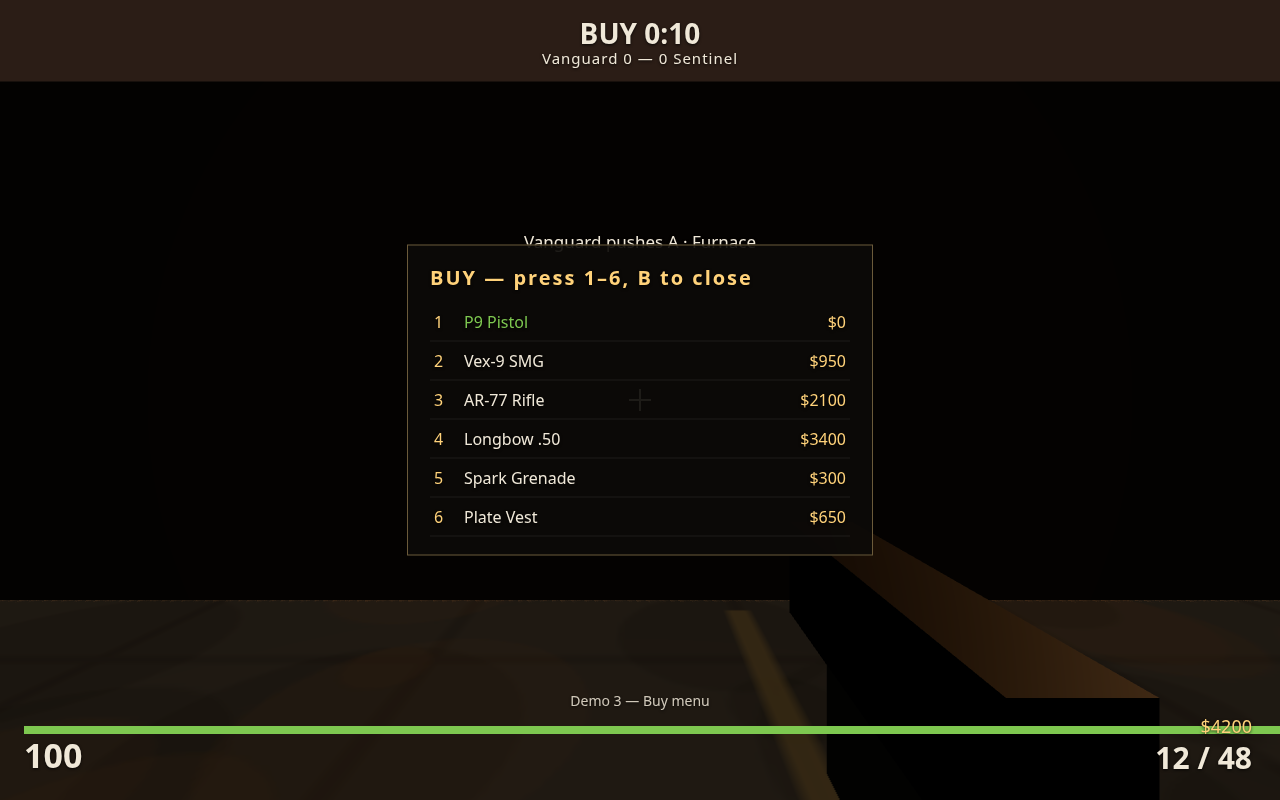 BUY 0:10
Vanguard 0 — 0 Sentinel
Vanguard pushes A · Furnace
BUY — press 1–6, B to close
1 P9 Pistol $0
2 Vex-9 SMG $950
3 AR-77 Rifle $2100
4 Longbow .50 $3400
5 Spark Grenade $300
6 Plate Vest $650
Demo 3 — Buy menu
$4200
100
12 / 48